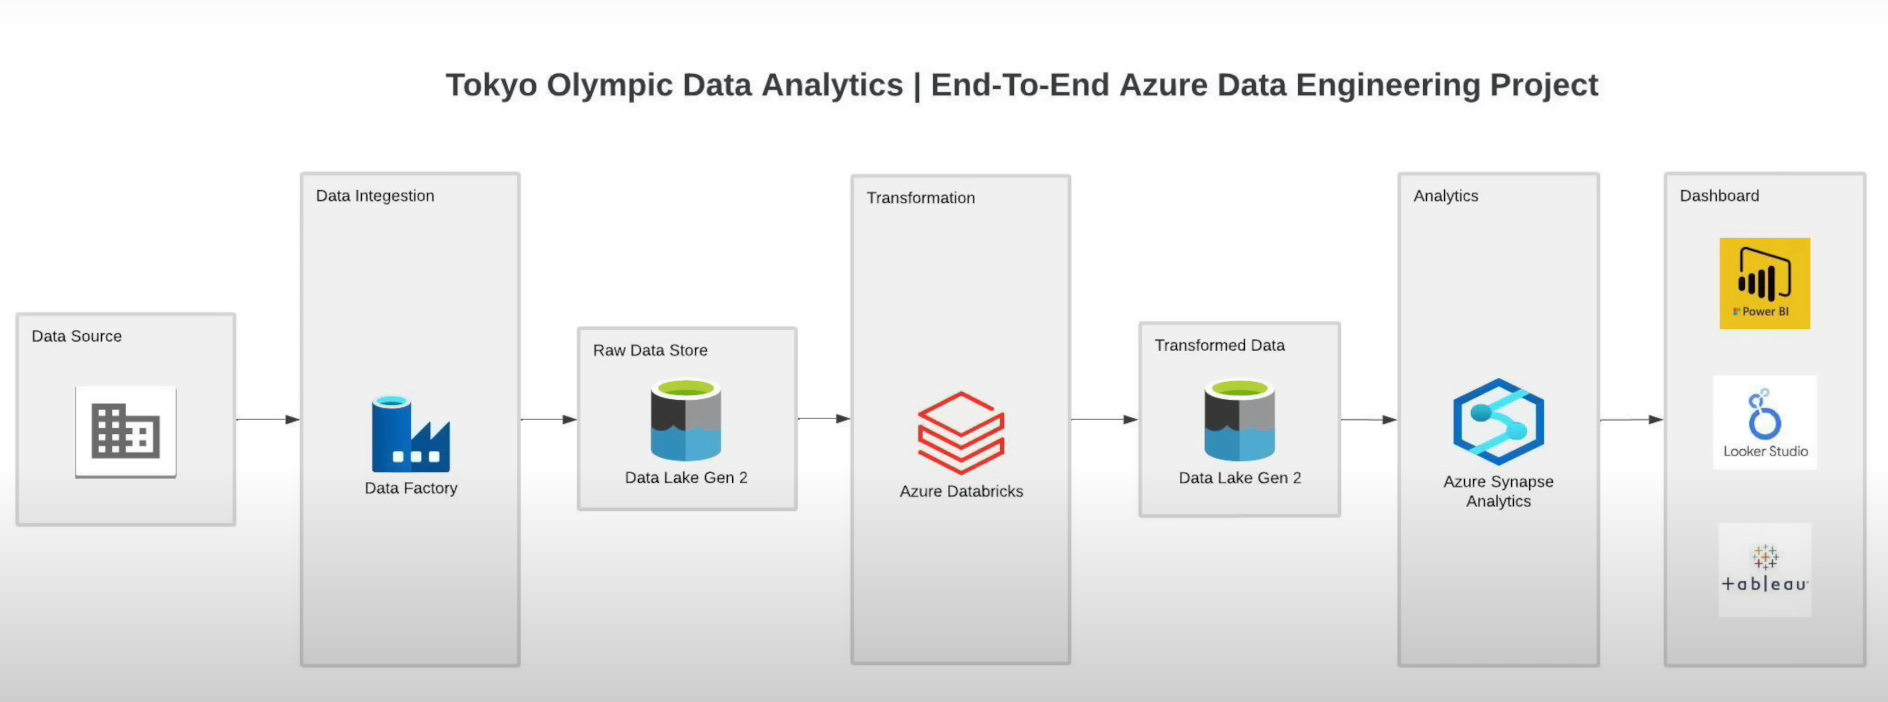 Tokyo Olympic Data Analytics | End-To-End Azure Data Engineering Project
Data Source
Data Integestion
Data Factory
Raw Data Store
Data Lake Gen 2
Transformation
Azure Databricks
Transformed Data
Data Lake Gen 2
Analytics
Azure Synapse
Analytics
Dashboard
Power BI
Looker Studio
+ableau